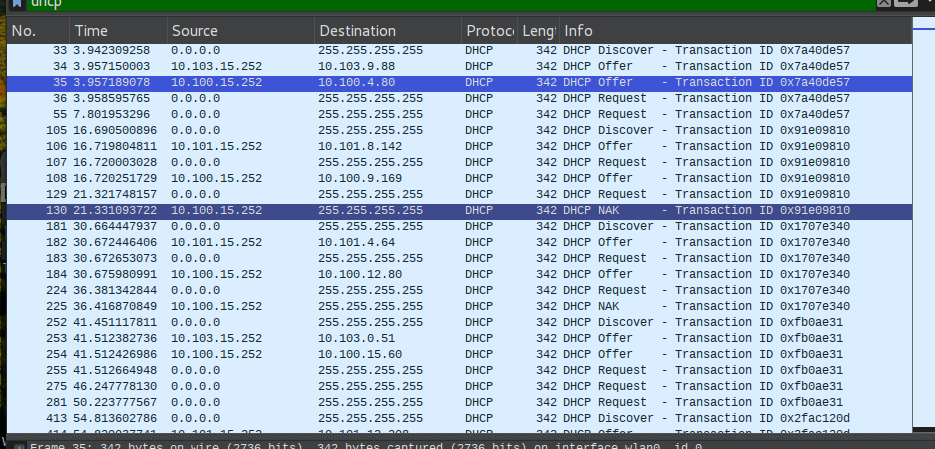 dhcp
No. Time Source Destination Protoc Lengt Info
33 3.942309258 0.0.0.0 255.255.255.255 DHCP 342 DHCP Discover - Transaction ID 0x7a40de57
34 3.957150003 10.103.15.252 10.103.9.88 DHCP 342 DHCP Offer - Transaction ID 0x7a40de57
35 3.957189078 10.100.15.252 10.100.4.80 DHCP 342 DHCP Offer - Transaction ID 0x7a40de57
36 3.958595765 0.0.0.0 255.255.255.255 DHCP 342 DHCP Request - Transaction ID 0x7a40de57
55 7.801953296 0.0.0.0 255.255.255.255 DHCP 342 DHCP Request - Transaction ID 0x7a40de57
105 16.690500896 0.0.0.0 255.255.255.255 DHCP 342 DHCP Discover - Transaction ID 0x91e09810
106 16.719804811 10.101.15.252 10.101.8.142 DHCP 342 DHCP Offer - Transaction ID 0x91e09810
107 16.720003028 0.0.0.0 255.255.255.255 DHCP 342 DHCP Request - Transaction ID 0x91e09810
108 16.720251729 10.100.15.252 10.100.9.169 DHCP 342 DHCP Offer - Transaction ID 0x91e09810
129 21.321748157 0.0.0.0 255.255.255.255 DHCP 342 DHCP Request - Transaction ID 0x91e09810
130 21.331093722 10.100.15.252 255.255.255.255 DHCP 342 DHCP NAK - Transaction ID 0x91e09810
181 30.664447937 0.0.0.0 255.255.255.255 DHCP 342 DHCP Discover - Transaction ID 0x1707e340
182 30.672446406 10.101.15.252 10.101.4.64 DHCP 342 DHCP Offer - Transaction ID 0x1707e340
183 30.672653073 0.0.0.0 255.255.255.255 DHCP 342 DHCP Request - Transaction ID 0x1707e340
184 30.675980991 10.100.15.252 10.100.12.80 DHCP 342 DHCP Offer - Transaction ID 0x1707e340
224 36.381342844 0.0.0.0 255.255.255.255 DHCP 342 DHCP Request - Transaction ID 0x1707e340
225 36.416870849 10.100.15.252 255.255.255.255 DHCP 342 DHCP NAK - Transaction ID 0x1707e340
252 41.451117811 0.0.0.0 255.255.255.255 DHCP 342 DHCP Discover - Transaction ID 0xfb0ae31
253 41.512382736 10.103.15.252 10.103.0.51 DHCP 342 DHCP Offer - Transaction ID 0xfb0ae31
254 41.512426986 10.100.15.252 10.100.15.60 DHCP 342 DHCP Offer - Transaction ID 0xfb0ae31
255 41.512664948 0.0.0.0 255.255.255.255 DHCP 342 DHCP Request - Transaction ID 0xfb0ae31
275 46.247778130 0.0.0.0 255.255.255.255 DHCP 342 DHCP Request - Transaction ID 0xfb0ae31
281 50.223777567 0.0.0.0 255.255.255.255 DHCP 342 DHCP Request - Transaction ID 0xfb0ae31
413 54.813602786 0.0.0.0 255.255.255.255 DHCP 342 DHCP Discover - Transaction ID 0x2fac120d
DHCP 342 DHCP Offer - Transaction ID 0x2fac120d
Frame 35: 342 bytes on wire (2736 bits), 342 bytes captured (2736 bits) on interface wlan0, id 0